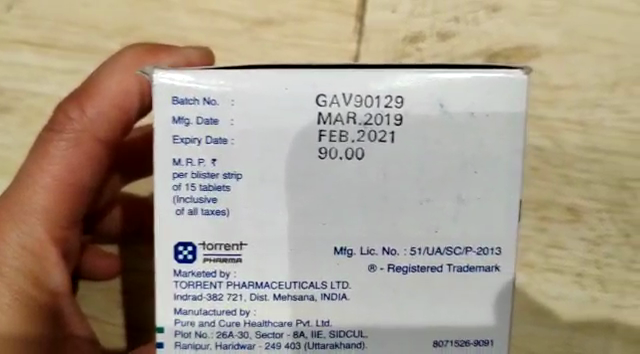 Batch No. : GAV90129
Mfg. Date : MAR.2019
Expiry Date : FEB.2021
M.R.P. ₹ 90.00
per blister strip
of 15 tablets
(Inclusive
of all taxes)
torrent
PHARMA
Mfg. Lic. No. : 51/UA/SC/P-2013
® - Registered Trademark
Marketed by :
TORRENT PHARMACEUTICALS LTD.
Indrad-382 721, Dist. Mehsana, INDIA.
Manufactured by :
Pure and Cure Healthcare Pvt. Ltd.
Plot No.: 26A-30, Sector - 8A, IIE, SIDCUL,
Ranipur, Haridwar - 249 403 (Uttarakhand).
8071526-9091